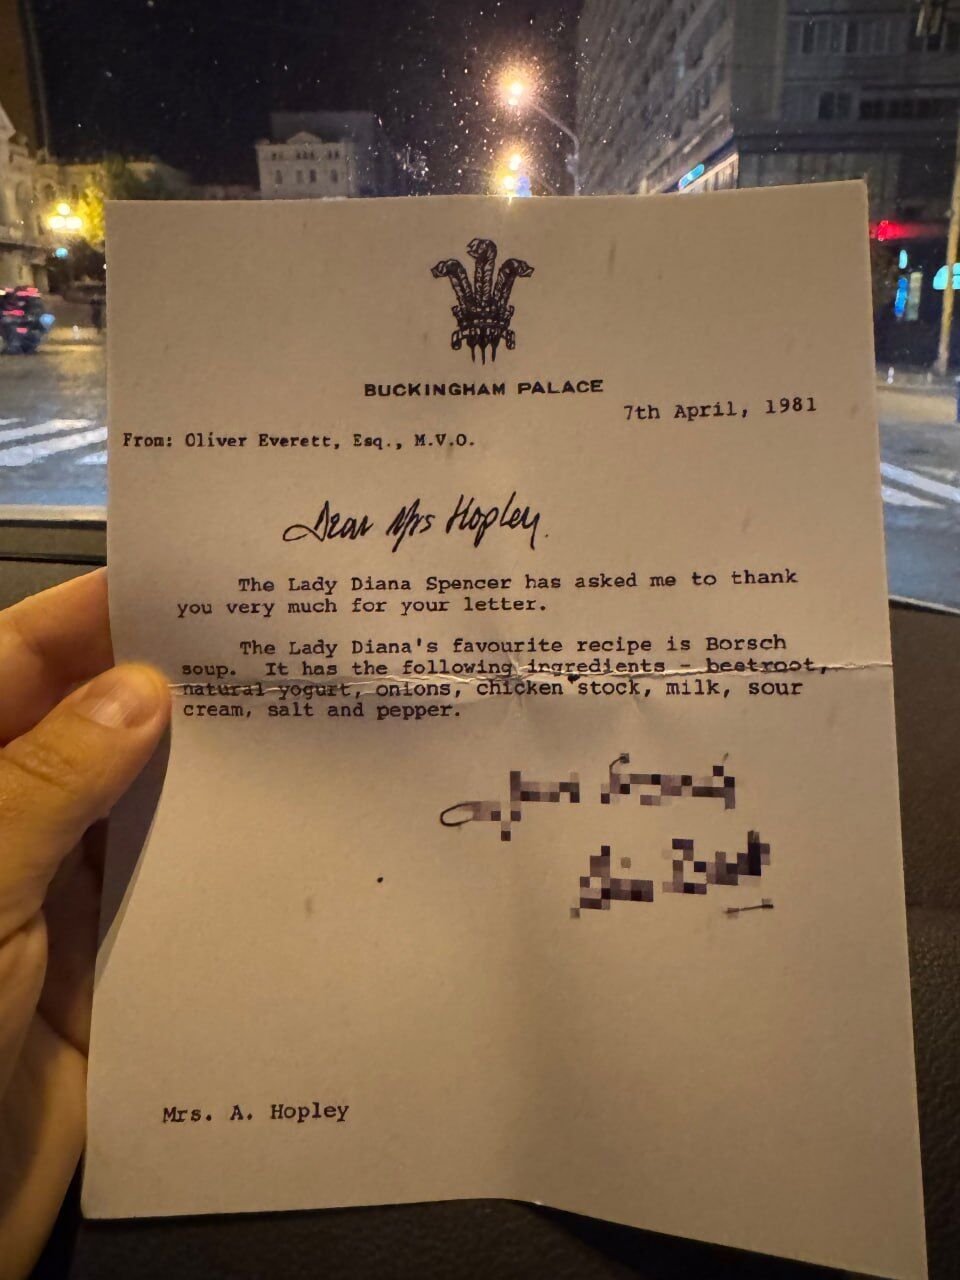 BUCKINGHAM PALACE
7th April, 1981
From: Oliver Everett, Esq., M.V.O.
Dear Mrs Hopley.
The Lady Diana Spencer has asked me to thank
you very much for your letter.
The Lady Diana's favourite recipe is Borsch
soup. It has the following ingredients - beetroot,
natural yogurt, onions, chicken stock, milk, sour
cream, salt and pepper.
Mrs. A. Hopley